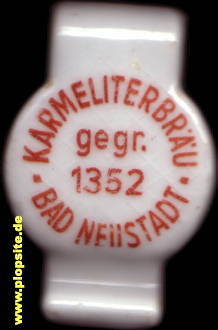 KARMELITERBRÄU
gegr.
1352
· BAD NEUSTADT ·
www.plopsite.de